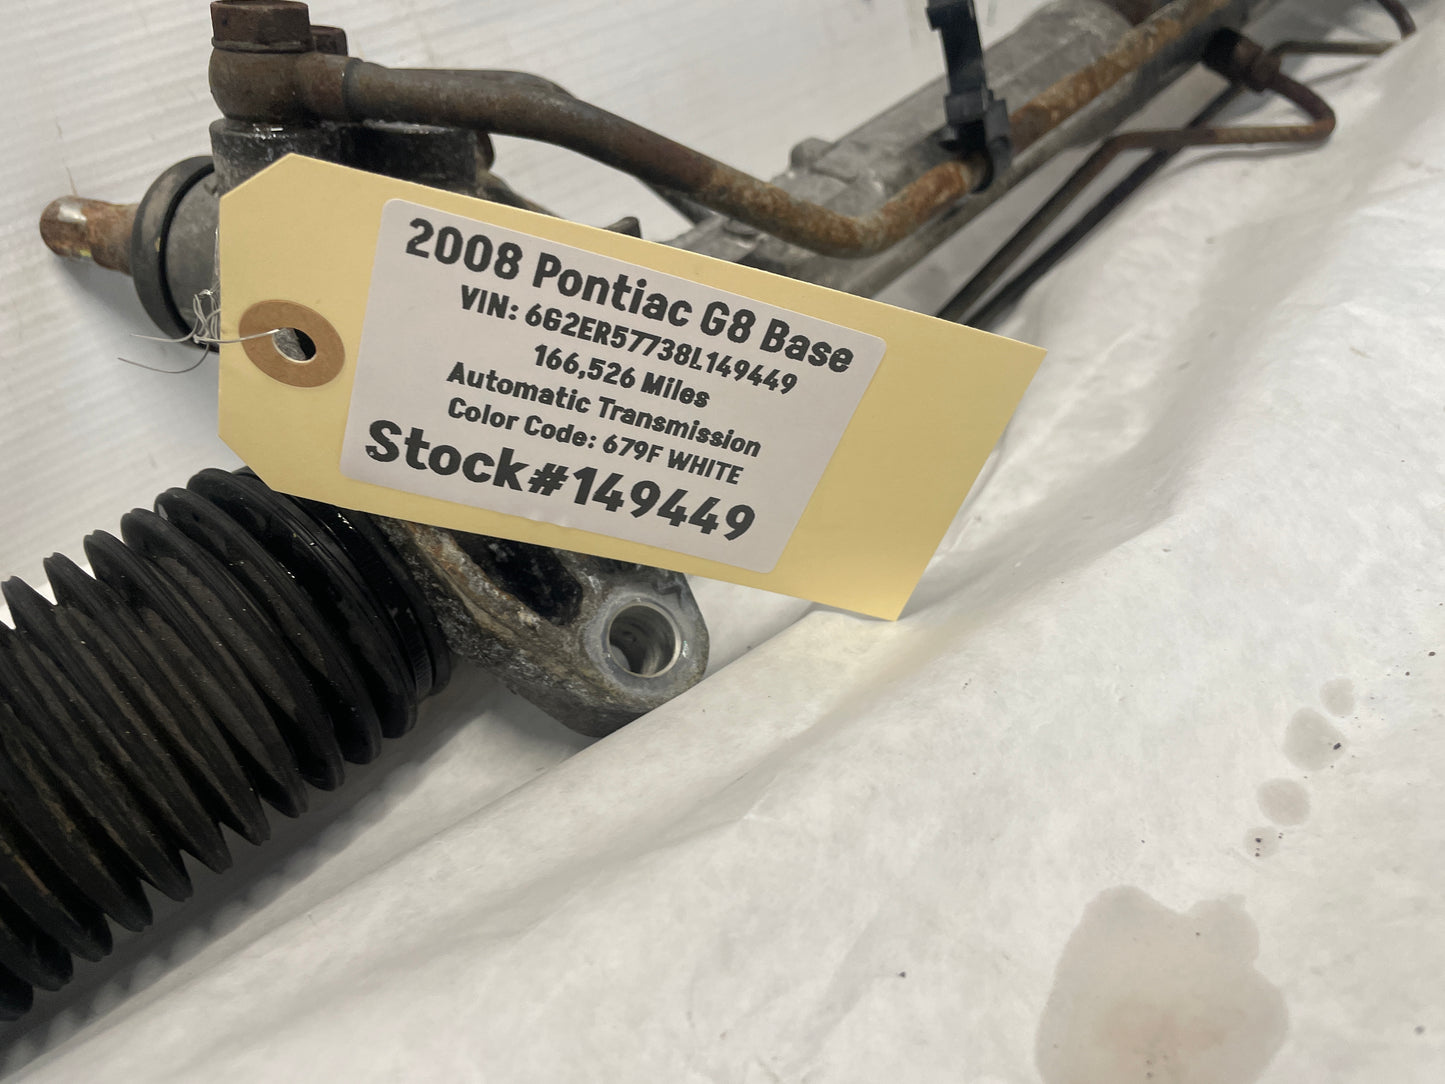 2008 Pontiac G8 Base
VIN: 6G2ER57738L149449
166,526 Miles
Automatic Transmission
Color Code: 679F WHITE
Stock#149449